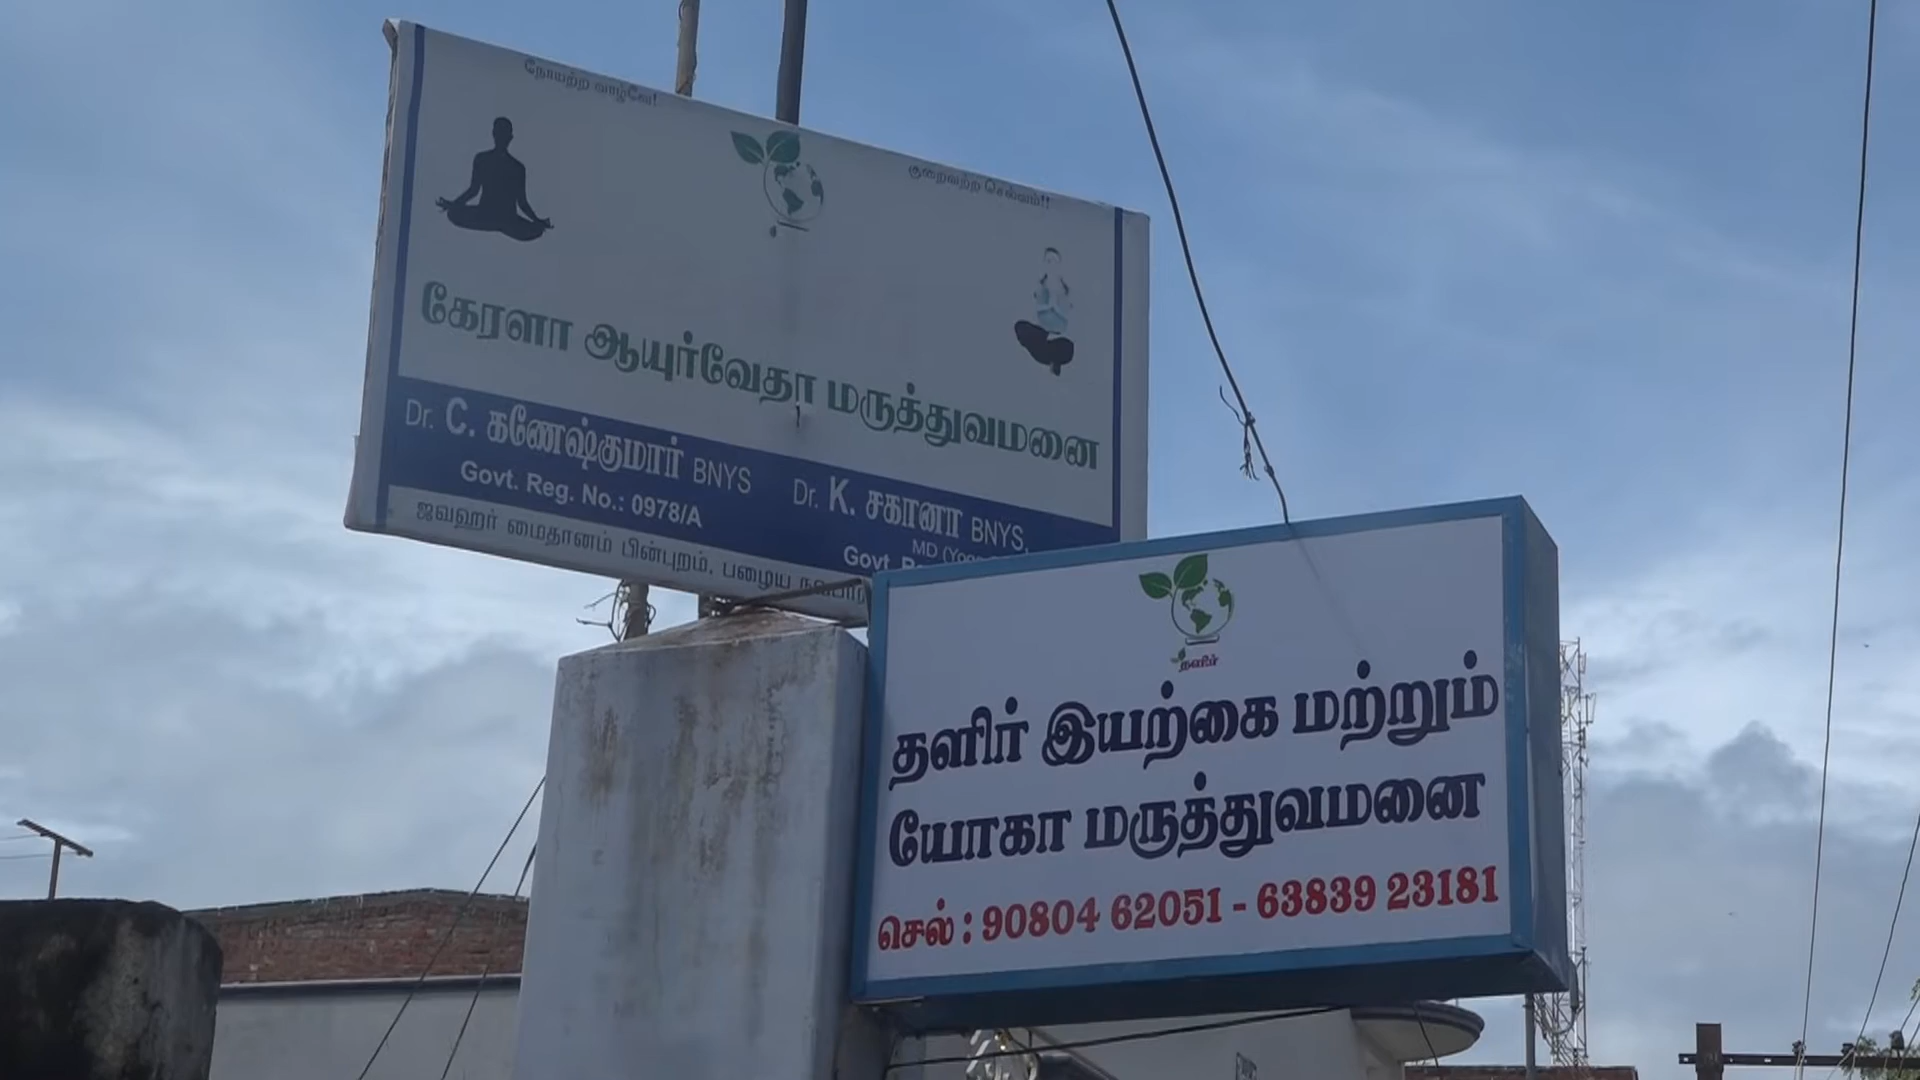 நோயற்ற வாழ்வே!
குறைவற்ற செல்வம்!!
கேரளா ஆயுர்வேதா மருத்துவமனை
Dr. C. கணேஷ்குமார் BNYS
Govt. Reg. No.: 0978/A
Dr. K. சகானா BNYS,
MD
Govt.
ஜவஹர் மைதானம் பின்புறம், பழைய
தளிர்
தளிர் இயற்கை மற்றும்
யோகா மருத்துவமனை
செல் : 90804 62051 - 63839 23181